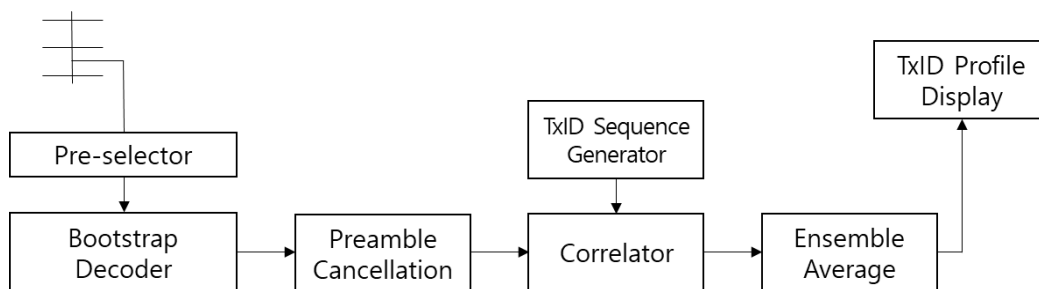 TxID Profile
Display
TxID Sequence
Generator
Pre-selector
Bootstrap
Decoder
Preamble
Cancellation
Correlator
Ensemble
Average